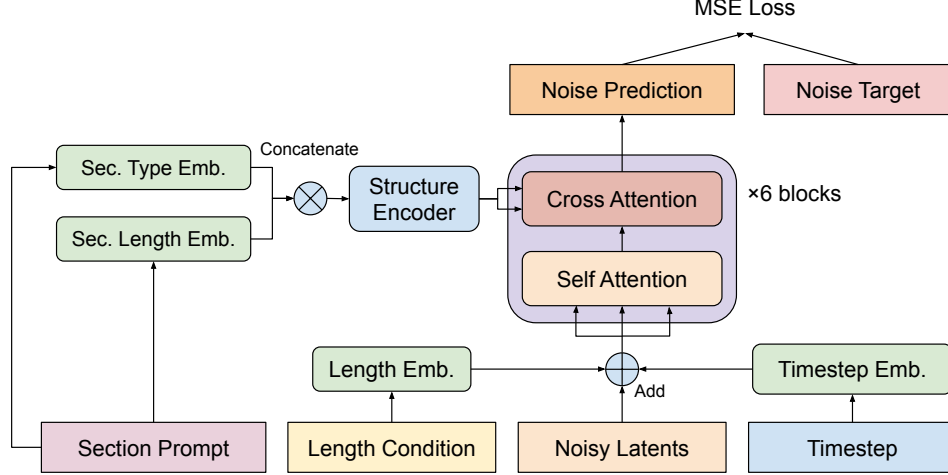 MSE Loss
Noise Prediction
Noise Target
Concatenate
Sec. Type Emb.
Structure
Encoder
Cross Attention
×6 blocks
Sec. Length Emb.
Self Attention
Length Emb.
Timestep Emb.
Add
Section Prompt
Length Condition
Noisy Latents
Timestep